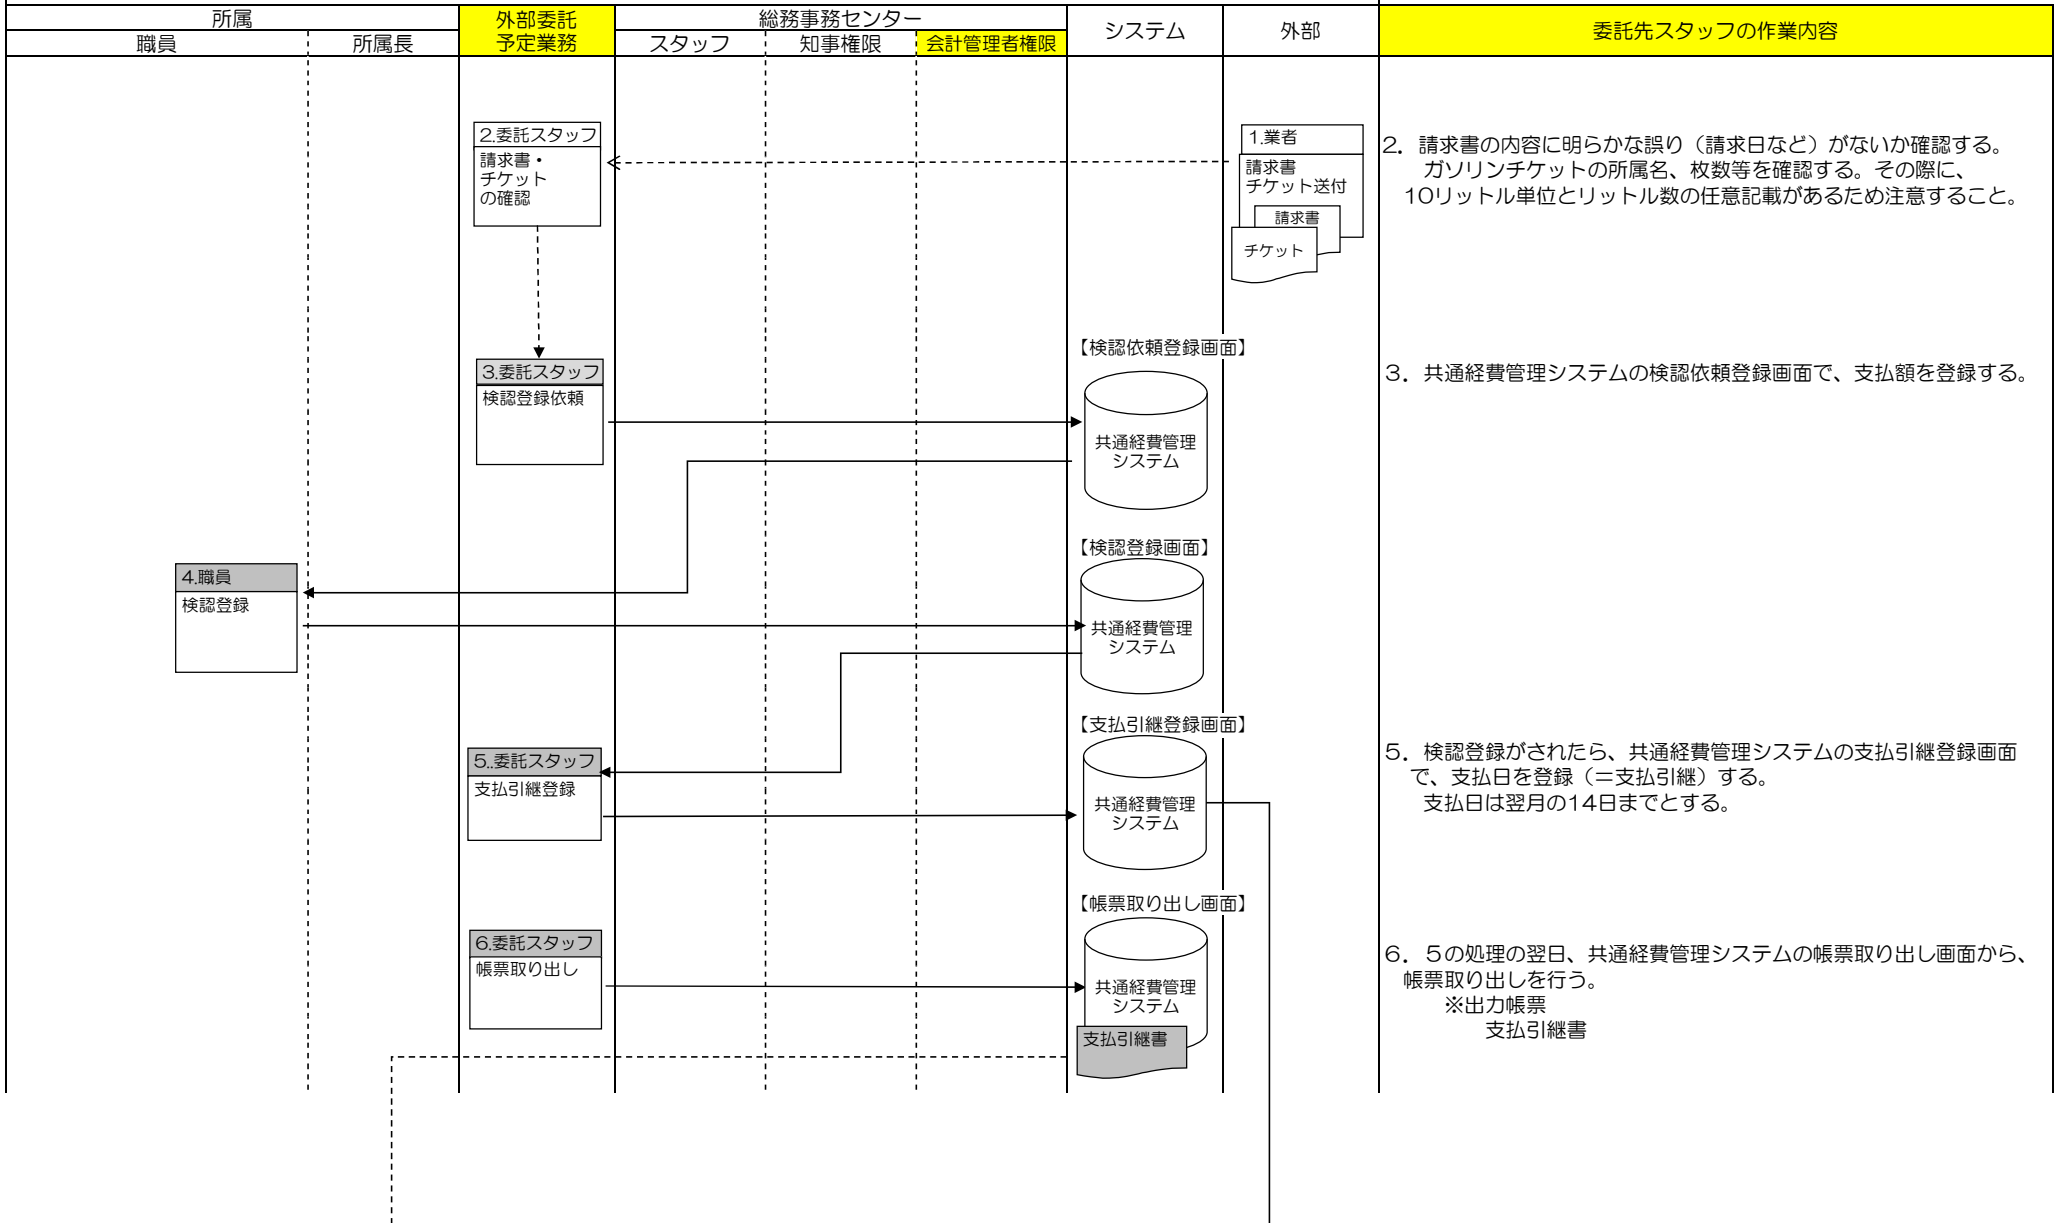 所属
外部委託
予定業務
総務事務センター
システム
外部
委託先スタッフの作業内容
職員
所属長
スタッフ
知事権限
会計管理者権限
2.委託スタッフ
請求書・
チケット
の確認
1.業者
請求書
チケット送付
請求書
チケット
2．請求書の内容に明らかな誤り（請求日など）がないか確認する。
ガソリンチケットの所属名、枚数等を確認する。その際に、
10リットル単位とリットル数の任意記載があるため注意すること。
【検認依頼登録画面】
3.委託スタッフ
検認登録依頼
共通経費管理
システム
3．共通経費管理システムの検認依頼登録画面で、支払額を登録する。
【検認登録画面】
4.職員
検認登録
共通経費管理
システム
【支払引継登録画面】
5..委託スタッフ
支払引継登録
共通経費管理
システム
5．検認登録がされたら、共通経費管理システムの支払引継登録画面
で、支払日を登録（＝支払引継）する。
支払日は翌月の14日までとする。
【帳票取り出し画面】
6.委託スタッフ
帳票取り出し
共通経費管理
システム
支払引継書
6．５の処理の翌日、共通経費管理システムの帳票取り出し画面から、
帳票取り出しを行う。
※出力帳票
支払引継書